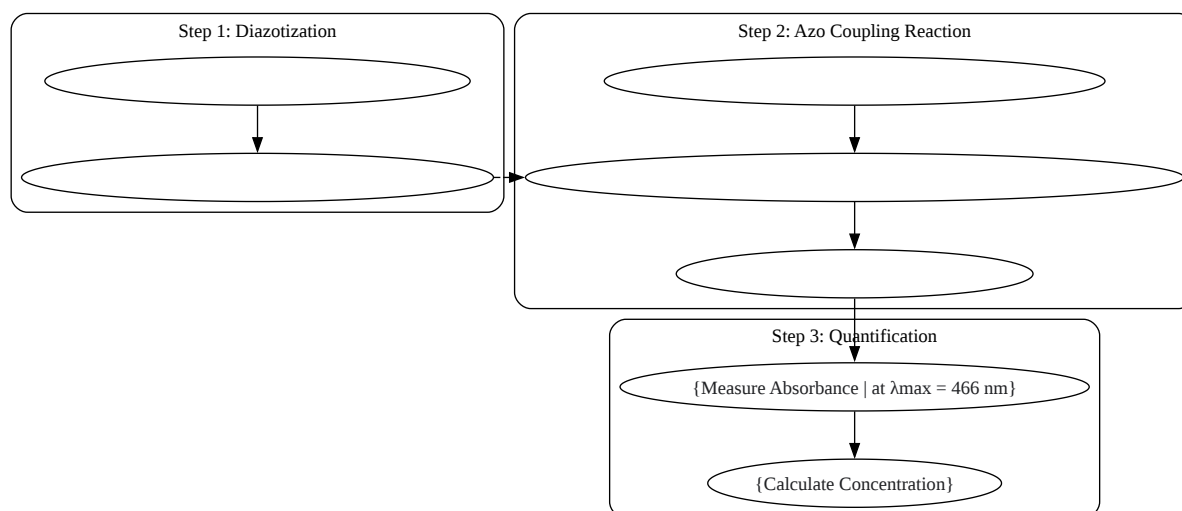 Step 1: Diazotization
Step 2: Azo Coupling Reaction
Step 3: Quantification
{Measure Absorbance | at λmax = 466 nm}
{Calculate Concentration}